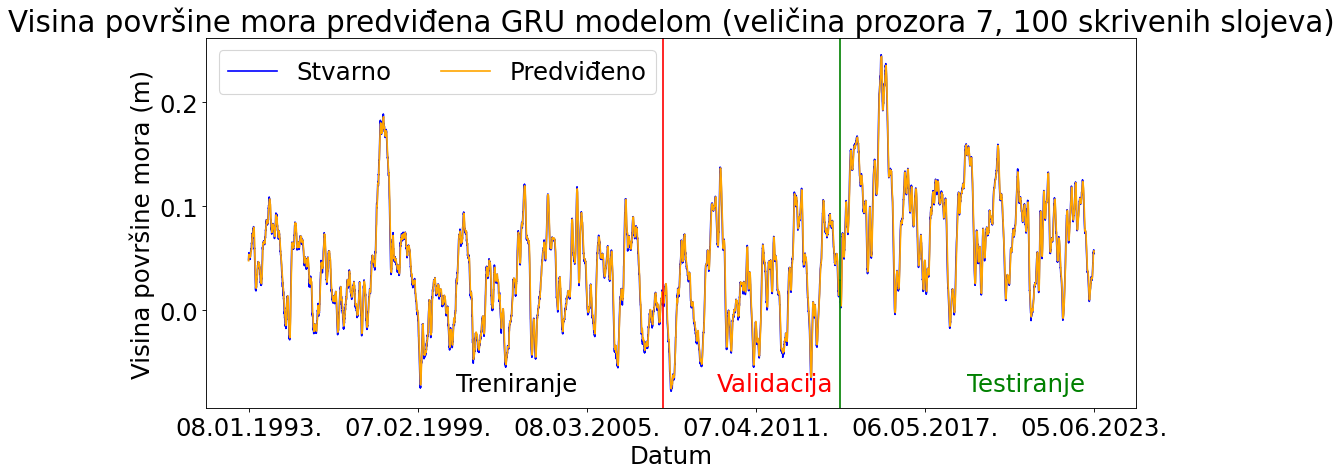 Visina površine mora predviđena GRU modelom (veličina prozora 7, 100 skrivenih slojeva)
Stvarno Predviđeno
Visina površine mora (m)
0.2
0.1
0.0
Treniranje Validacija Testiranje
08.01.1993. 07.02.1999. 08.03.2005. 07.04.2011. 06.05.2017. 05.06.2023.
Datum